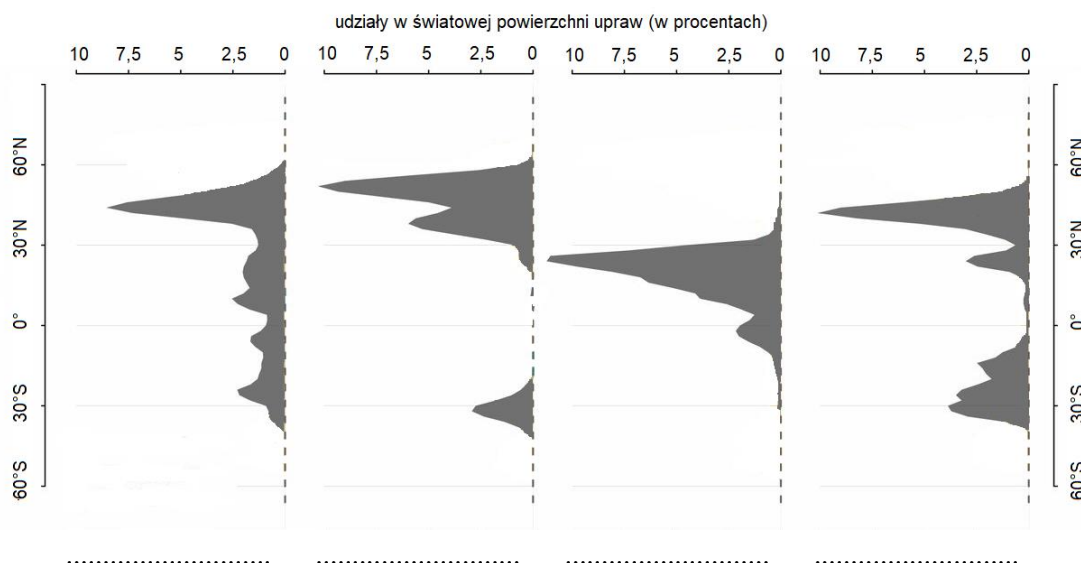 udziały w światowej powierzchni upraw (w procentach)
10 7,5 5 2,5 0 10 7,5 5 2,5 0 10 7,5 5 2,5 0 10 7,5 5 2,5 0
60°N 60°N
30°N 30°N
0° 0°
30°S 30°S
60°S 60°S